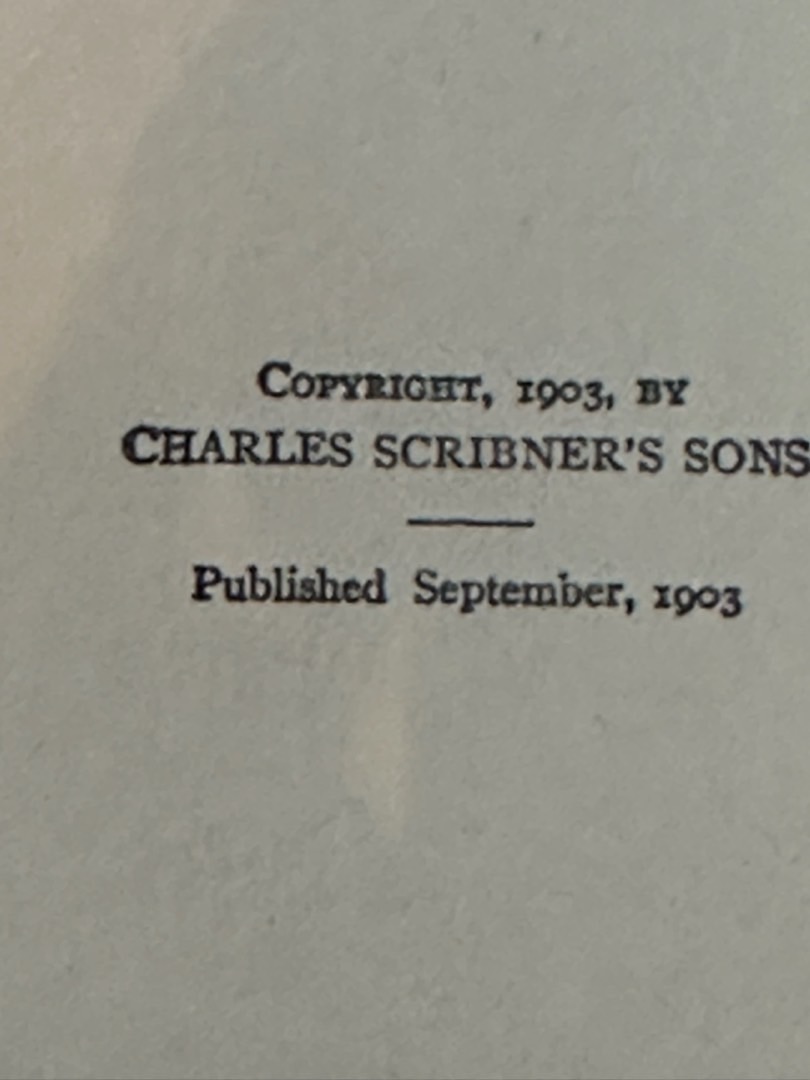 COPYRIGHT, 1903, BY
CHARLES SCRIBNER'S SONS
Published September, 1903